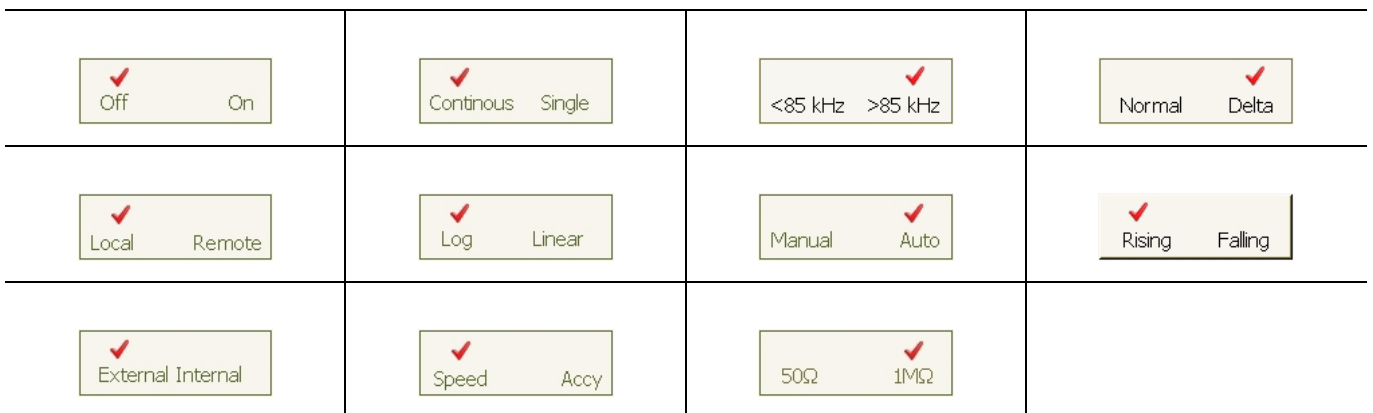 Off On
Continous Single
<85 kHz >85 kHz
Normal Delta
Local Remote
Log Linear
Manual Auto
Rising Falling
External Internal
Speed Accy
50Ω 1MΩ